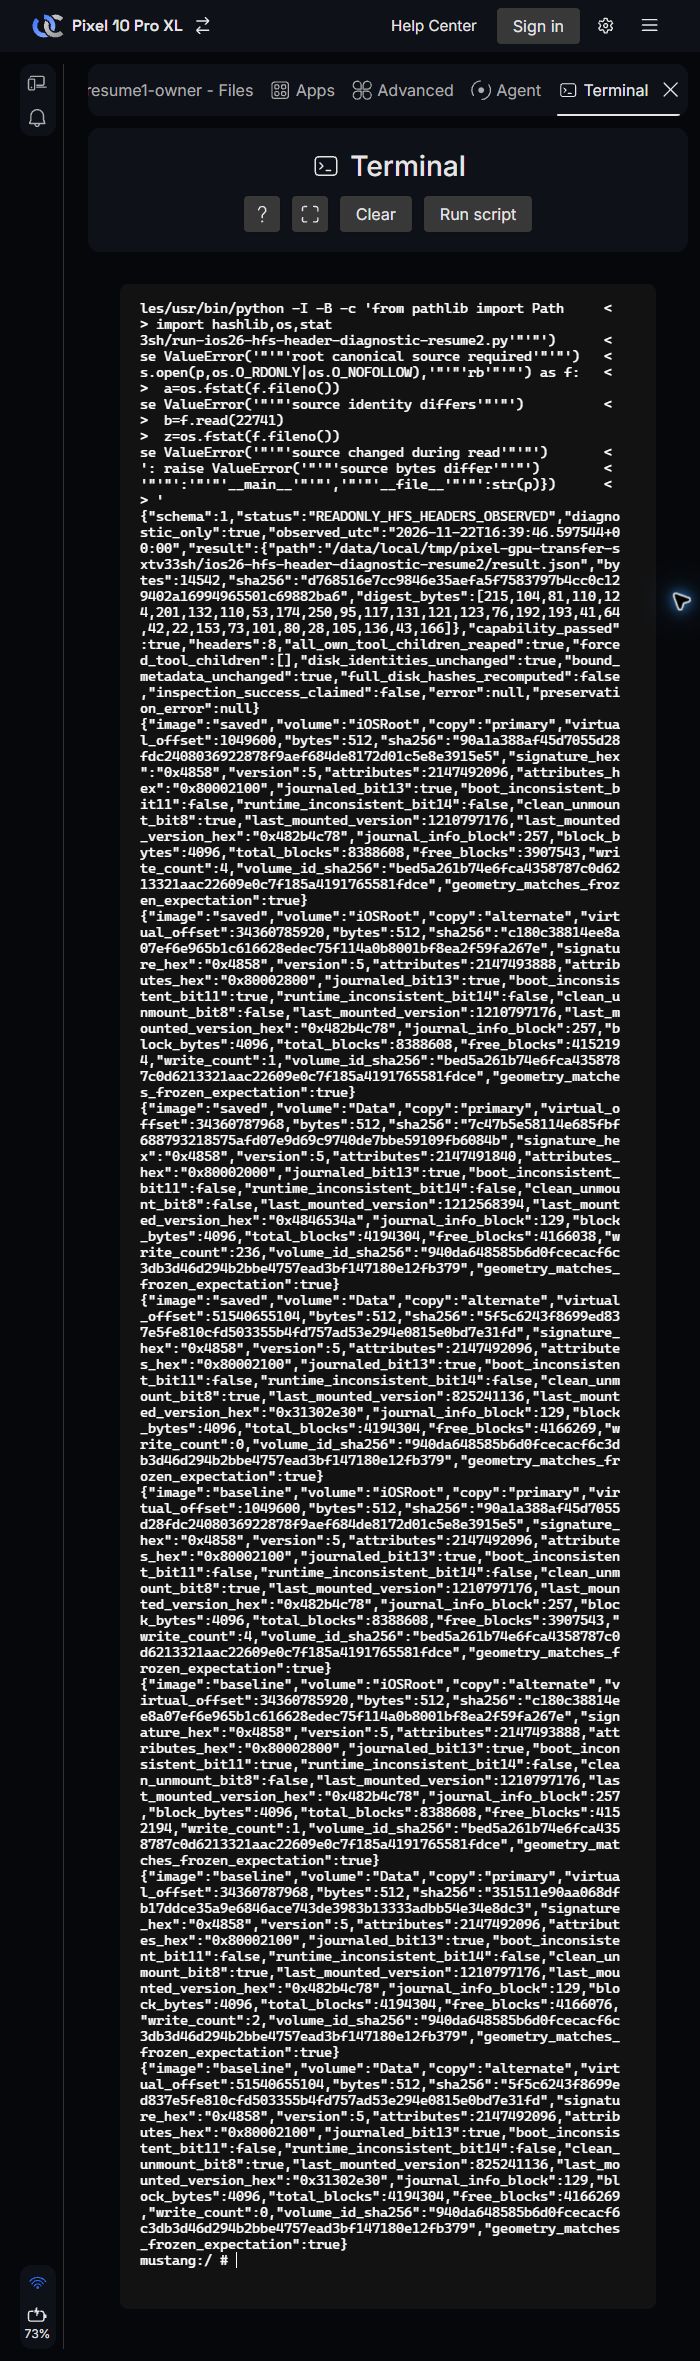 Pixel 10 Pro XL
Help Center
Sign in
resume1-owner - Files
Apps
Advanced
Agent
Terminal
Terminal
?
Clear
Run script
les/usr/bin/python -I -B -c 'from pathlib import Path <
> import hashlib,os,stat
3sh/run-ios26-hfs-header-diagnostic-resume2.py'"'"') <
se ValueError('"'"'root canonical source required'"'"') <
s.open(p,os.O_RDONLY|os.O_NOFOLLOW),'"'"'rb'"'"') as f: <
>  a=os.fstat(f.fileno())
se ValueError('"'"'source identity differs'"'"') <
>  b=f.read(22741)
>  z=os.fstat(f.fileno())
se ValueError('"'"'source changed during read'"'"') <
': raise ValueError('"'"'source bytes differ'"'"') <
'"'"':'"'"'__main__'"'"','"'"'__file__'"'"':str(p)}) <
> '
{"schema":1,"status":"READONLY_HFS_HEADERS_OBSERVED","diagno
stic_only":true,"observed_utc":"2026-11-22T16:39:46.597544+0
0:00","result":{"path":"/data/local/tmp/pixel-gpu-transfer-s
xtv33sh/ios26-hfs-header-diagnostic-resume2/result.json","by
tes":14542,"sha256":"d768516e7cc9846e35aefa5f7583797b4cc0c129
9402a16994965501c69882ba6","digest_bytes":[215,104,81,110,12
4,201,132,110,53,174,250,95,117,131,121,123,76,192,193,41,64
,42,22,153,73,101,80,28,105,136,43,166]},"capability_passed"
:true,"headers":8,"all_own_tool_children_reaped":true,"force
d_tool_children":[],"disk_identities_unchanged":true,"bound_
metadata_unchanged":true,"full_disk_hashes_recomputed":false
,"inspection_success_claimed":false,"error":null,"preservati
on_error":null}
{"image":"saved","volume":"iOSRoot","copy":"primary","virtua
l_offset":1049600,"bytes":512,"sha256":"90a1a388af45d7055d28
fdc2408036922878f9aef684de8172d01c5e8e3915e5","signature_hex
":"0x4858","version":5,"attributes":2147492096,"attributes_h
ex":"0x80002100","journaled_bit13":true,"boot_inconsistent_b
it11":false,"runtime_inconsistent_bit14":false,"clean_unmoun
t_bit8":true,"last_mounted_version":1210797176,"last_mounted
_version_hex":"0x482b4c78","journal_info_block":257,"block_b
ytes":4096,"total_blocks":8388608,"free_blocks":3907543,"wri
te_count":4,"volume_id_sha256":"bed5a261b74e6fca4358787c0d62
13321aac22609e0c7f185a4191765581fdce","geometry_matches_froz
en_expectation":true}
{"image":"saved","volume":"iOSRoot","copy":"alternate","virt
ual_offset":34360785920,"bytes":512,"sha256":"c180c38814ee8a
07ef6e965b1c616628edec75f114a0b8001bf8ea2f59fa267e","signatu
re_hex":"0x4858","version":5,"attributes":2147493888,"attrib
utes_hex":"0x80002800","journaled_bit13":true,"boot_inconsis
tent_bit11":true,"runtime_inconsistent_bit14":false,"clean_u
nmount_bit8":false,"last_mounted_version":1210797176,"last_m
ounted_version_hex":"0x482b4c78","journal_info_block":257,"b
lock_bytes":4096,"total_blocks":8388608,"free_blocks":415219
4,"write_count":1,"volume_id_sha256":"bed5a261b74e6fca435878
7c0d6213321aac22609e0c7f185a4191765581fdce","geometry_matche
s_frozen_expectation":true}
{"image":"saved","volume":"Data","copy":"primary","virtual_o
ffset":34360787968,"bytes":512,"sha256":"7c47b5e58114e685fbf
688793218575afd07e9d69c9740de7bbe59109fb6084b","signature_he
x":"0x4858","version":5,"attributes":2147491840,"attributes_
hex":"0x80002000","journaled_bit13":true,"boot_inconsistent_
bit11":false,"runtime_inconsistent_bit14":false,"clean_unmou
nt_bit8":false,"last_mounted_version":1212568394,"last_mount
ed_version_hex":"0x4846534a","journal_info_block":129,"block
_bytes":4096,"total_blocks":4194304,"free_blocks":4166038,"w
rite_count":236,"volume_id_sha256":"940da648585b6d0fcecacf6c
3db3d46d294b2bbe4757ead3bf147180e12fb379","geometry_matches_
frozen_expectation":true}
{"image":"saved","volume":"Data","copy":"alternate","virtual
_offset":51540655104,"bytes":512,"sha256":"5f5c6243f8699ed83
7e5fe810cfd503355b4fd757ad53e294e0815e0bd7e31fd","signature_
hex":"0x4858","version":5,"attributes":2147492096,"attribute
s_hex":"0x80002100","journaled_bit13":true,"boot_inconsisten
t_bit11":false,"runtime_inconsistent_bit14":false,"clean_unm
ount_bit8":true,"last_mounted_version":825241136,"last_mount
ed_version_hex":"0x31302e30","journal_info_block":129,"block
_bytes":4096,"total_blocks":4194304,"free_blocks":4166269,"w
rite_count":0,"volume_id_sha256":"940da648585b6d0fcecacf6c3d
b3d46d294b2bbe4757ead3bf147180e12fb379","geometry_matches_fr
ozen_expectation":true}
{"image":"baseline","volume":"iOSRoot","copy":"primary","vir
tual_offset":1049600,"bytes":512,"sha256":"90a1a388af45d7055
d28fdc2408036922878f9aef684de8172d01c5e8e3915e5","signature_
hex":"0x4858","version":5,"attributes":2147492096,"attribute
s_hex":"0x80002100","journaled_bit13":true,"boot_inconsisten
t_bit11":false,"runtime_inconsistent_bit14":false,"clean_unm
ount_bit8":true,"last_mounted_version":1210797176,"last_moun
ted_version_hex":"0x482b4c78","journal_info_block":257,"bloc
k_bytes":4096,"total_blocks":8388608,"free_blocks":3907543,"
write_count":4,"volume_id_sha256":"bed5a261b74e6fca4358787c0
d6213321aac22609e0c7f185a4191765581fdce","geometry_matches_f
rozen_expectation":true}
{"image":"baseline","volume":"iOSRoot","copy":"alternate","v
irtual_offset":34360785920,"bytes":512,"sha256":"c180c38814e
e8a07ef6e965b1c616628edec75f114a0b8001bf8ea2f59fa267e","sign
ature_hex":"0x4858","version":5,"attributes":2147493888,"att
ributes_hex":"0x80002800","journaled_bit13":true,"boot_incon
sistent_bit11":true,"runtime_inconsistent_bit14":false,"clea
n_unmount_bit8":false,"last_mounted_version":1210797176,"las
t_mounted_version_hex":"0x482b4c78","journal_info_block":257
,"block_bytes":4096,"total_blocks":8388608,"free_blocks":415
2194,"write_count":1,"volume_id_sha256":"bed5a261b74e6fca435
8787c0d6213321aac22609e0c7f185a4191765581fdce","geometry_mat
ches_frozen_expectation":true}
{"image":"baseline","volume":"Data","copy":"primary","virtua
l_offset":34360787968,"bytes":512,"sha256":"351511e90aa068df
b17ddce35a9e6846ace743de3983b13333adbb54e34e8dc3","signature
_hex":"0x4858","version":5,"attributes":2147492096,"attribut
es_hex":"0x80002100","journaled_bit13":true,"boot_inconsiste
nt_bit11":false,"runtime_inconsistent_bit14":false,"clean_un
mount_bit8":true,"last_mounted_version":1210797176,"last_mou
nted_version_hex":"0x482b4c78","journal_info_block":129,"blo
ck_bytes":4096,"total_blocks":4194304,"free_blocks":4166076,
"write_count":2,"volume_id_sha256":"940da648585b6d0fcecacf6c
3db3d46d294b2bbe4757ead3bf147180e12fb379","geometry_matches_
frozen_expectation":true}
{"image":"baseline","volume":"Data","copy":"alternate","virt
ual_offset":51540655104,"bytes":512,"sha256":"5f5c6243f8699e
d837e5fe810cfd503355b4fd757ad53e294e0815e0bd7e31fd","signatu
re_hex":"0x4858","version":5,"attributes":2147492096,"attrib
utes_hex":"0x80002100","journaled_bit13":true,"boot_inconsis
tent_bit11":false,"runtime_inconsistent_bit14":false,"clean_
unmount_bit8":true,"last_mounted_version":825241136,"last_mo
unted_version_hex":"0x31302e30","journal_info_block":129,"bl
ock_bytes":4096,"total_blocks":4194304,"free_blocks":4166269
,"write_count":0,"volume_id_sha256":"940da648585b6d0fcecacf6
c3db3d46d294b2bbe4757ead3bf147180e12fb379","geometry_matches
_frozen_expectation":true}
mustang:/ #
73%